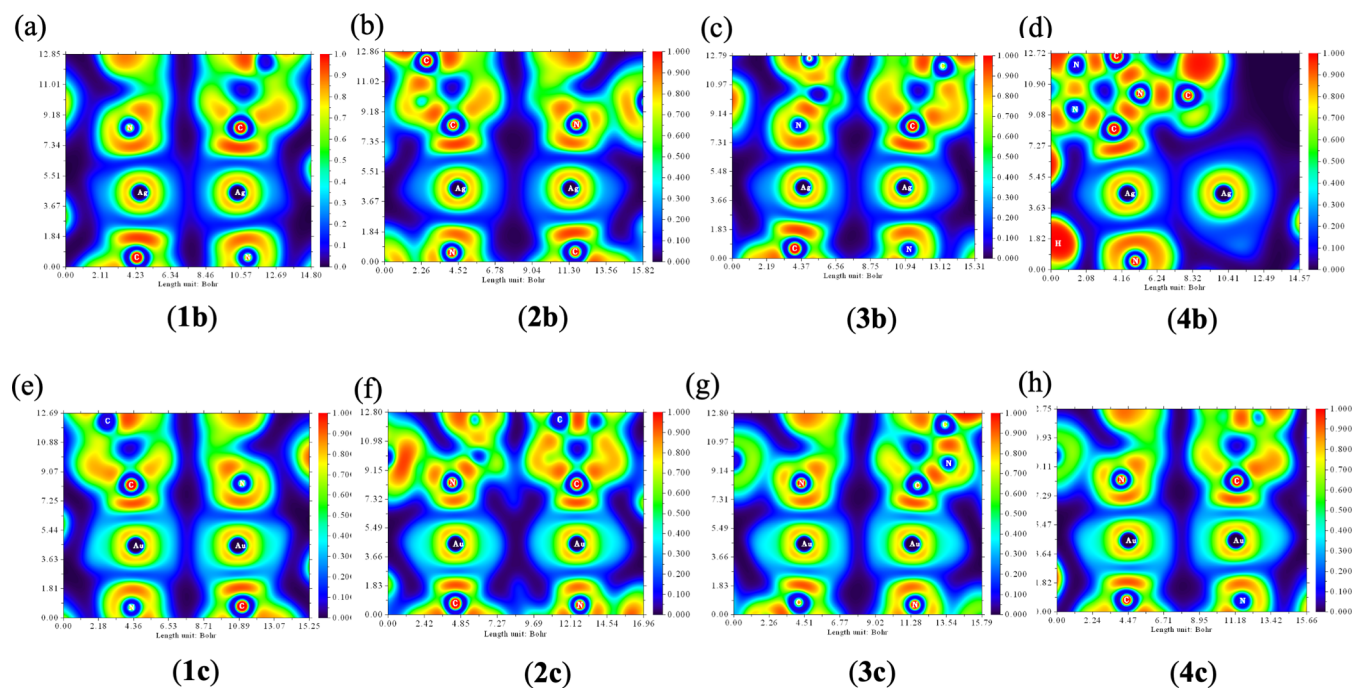 (a)
12.85
11.01
9.18
7.34
5.51
3.67
1.84
0.00
0.00 2.11 4.23 6.34 8.46 10.57 12.69 14.80
Length unit: Bohr
N C
Ag Ag
C N
1.0
0.9
0.8
0.7
0.6
0.5
0.4
0.3
0.2
0.1
0.0
(1b)
(b)
12.86
11.02
9.18
7.35
5.51
3.67
1.84
0.00
0.00 2.26 4.52 6.78 9.04 11.30 13.56 15.82
Length unit: Bohr
C
C N
Ag Ag
N C
1.000
0.900
0.800
0.700
0.600
0.500
0.400
0.300
0.200
0.100
0.000
(2b)
(c)
12.79
10.96
9.13
7.31
5.48
3.65
1.83
0.00
0.00 2.19 4.37 6.56 8.75 10.94 13.12 15.31
Length unit: Bohr
N C
Ag Ag
C N
1.000
0.900
0.800
0.700
0.600
0.500
0.400
0.300
0.200
0.100
0.000
(3b)
d)
12.72
10.90
9.08
7.27
5.45
3.63
1.82
0.00
0.00 2.08 4.16 6.24 8.32 10.41 12.49 14.57
Length unit: Bohr
C
N N C
N C
Ag Ag
H
N
1.000
0.900
0.800
0.700
0.600
0.500
0.400
0.300
0.200
0.100
0.000
(4b)
(e)
12.69
10.88
9.07
7.25
5.44
3.63
1.81
0.00
0.00 2.18 4.36 6.53 8.71 10.89 13.07 15.25
Length unit: Bohr
C
C N
Au Au
N C
(1c)
(f)
12.80
10.97
9.14
7.32
5.49
3.66
1.83
0.00
0.00 2.42 4.85 7.27 9.69 12.12 14.54 16.96
Length unit: Bohr
C
N C
Au Au
C N
1.000
0.900
0.800
0.700
0.600
0.500
0.400
0.300
0.200
0.100
0.000
(2c)
(g)
12.80
10.97
9.14
7.31
5.49
3.66
1.83
0.00
0.00 2.26 4.51 6.77 9.02 11.28 13.54 15.79
Length unit: Bohr
N
N
Au Au
N
1.000
0.900
0.800
0.700
0.600
0.500
0.400
0.300
0.200
0.100
0.000
(3c)
(h)
0.00 2.24 4.47 6.71 8.95 11.18 13.42 15.66
Length unit: Bohr
N C
Au Au
C N
1.000
0.900
0.800
0.700
0.600
0.500
0.400
0.300
0.200
0.100
0.000
(4c)